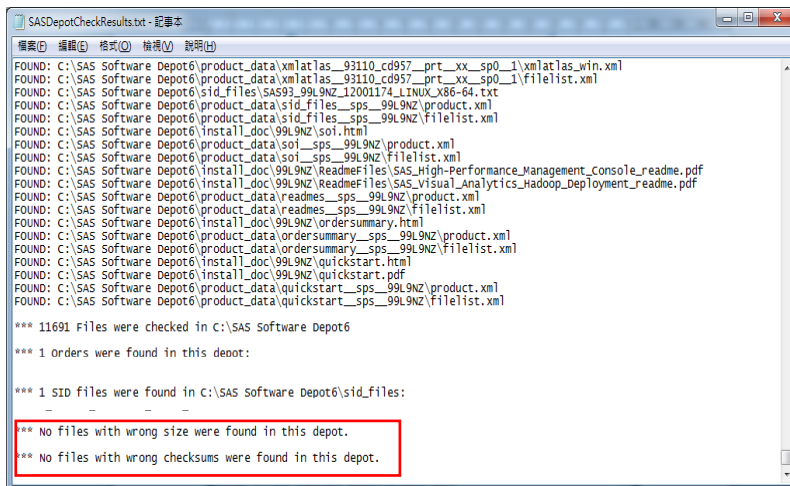 SASDepotCheckResults.txt - 記事本
檔案(F) 編輯(E) 格式(O) 檢視(V) 說明(H)
FOUND: C:\SAS Software Depot6\product_data\xmlatlas__93110_cd957__prt__xx__sp0__1\xmlatlas_win.xml
FOUND: C:\SAS Software Depot6\product_data\xmlatlas__93110_cd957__prt__xx__sp0__1\filelist.xml
FOUND: C:\SAS Software Depot6\sid_files\SAS93_99L9NZ_12001174_LINUX_X86-64.txt
FOUND: C:\SAS Software Depot6\product_data\sid_files__sps__99L9NZ\product.xml
FOUND: C:\SAS Software Depot6\product_data\sid_files__sps__99L9NZ\filelist.xml
FOUND: C:\SAS Software Depot6\install_doc\99L9NZ\soi.html
FOUND: C:\SAS Software Depot6\product_data\soi__sps__99L9NZ\product.xml
FOUND: C:\SAS Software Depot6\product_data\soi__sps__99L9NZ\filelist.xml
FOUND: C:\SAS Software Depot6\install_doc\99L9NZ\ReadmeFiles\SAS_High-Performance_Management_Console_readme.pdf
FOUND: C:\SAS Software Depot6\install_doc\99L9NZ\ReadmeFiles\SAS_Visual_Analytics_Hadoop_Deployment_readme.pdf
FOUND: C:\SAS Software Depot6\product_data\readmes__sps__99L9NZ\product.xml
FOUND: C:\SAS Software Depot6\product_data\readmes__sps__99L9NZ\filelist.xml
FOUND: C:\SAS Software Depot6\install_doc\99L9NZ\ordersummary.html
FOUND: C:\SAS Software Depot6\product_data\ordersummary__sps__99L9NZ\product.xml
FOUND: C:\SAS Software Depot6\product_data\ordersummary__sps__99L9NZ\filelist.xml
FOUND: C:\SAS Software Depot6\install_doc\99L9NZ\quickstart.html
FOUND: C:\SAS Software Depot6\install_doc\99L9NZ\quickstart.pdf
FOUND: C:\SAS Software Depot6\product_data\quickstart__sps__99L9NZ\product.xml
FOUND: C:\SAS Software Depot6\product_data\quickstart__sps__99L9NZ\filelist.xml
*** 11691 Files were checked in C:\SAS Software Depot6
*** 1 Orders were found in this depot:
*** 1 SID files were found in C:\SAS Software Depot6\sid_files:
*** No files with wrong size were found in this depot.
*** No files with wrong checksums were found in this depot.